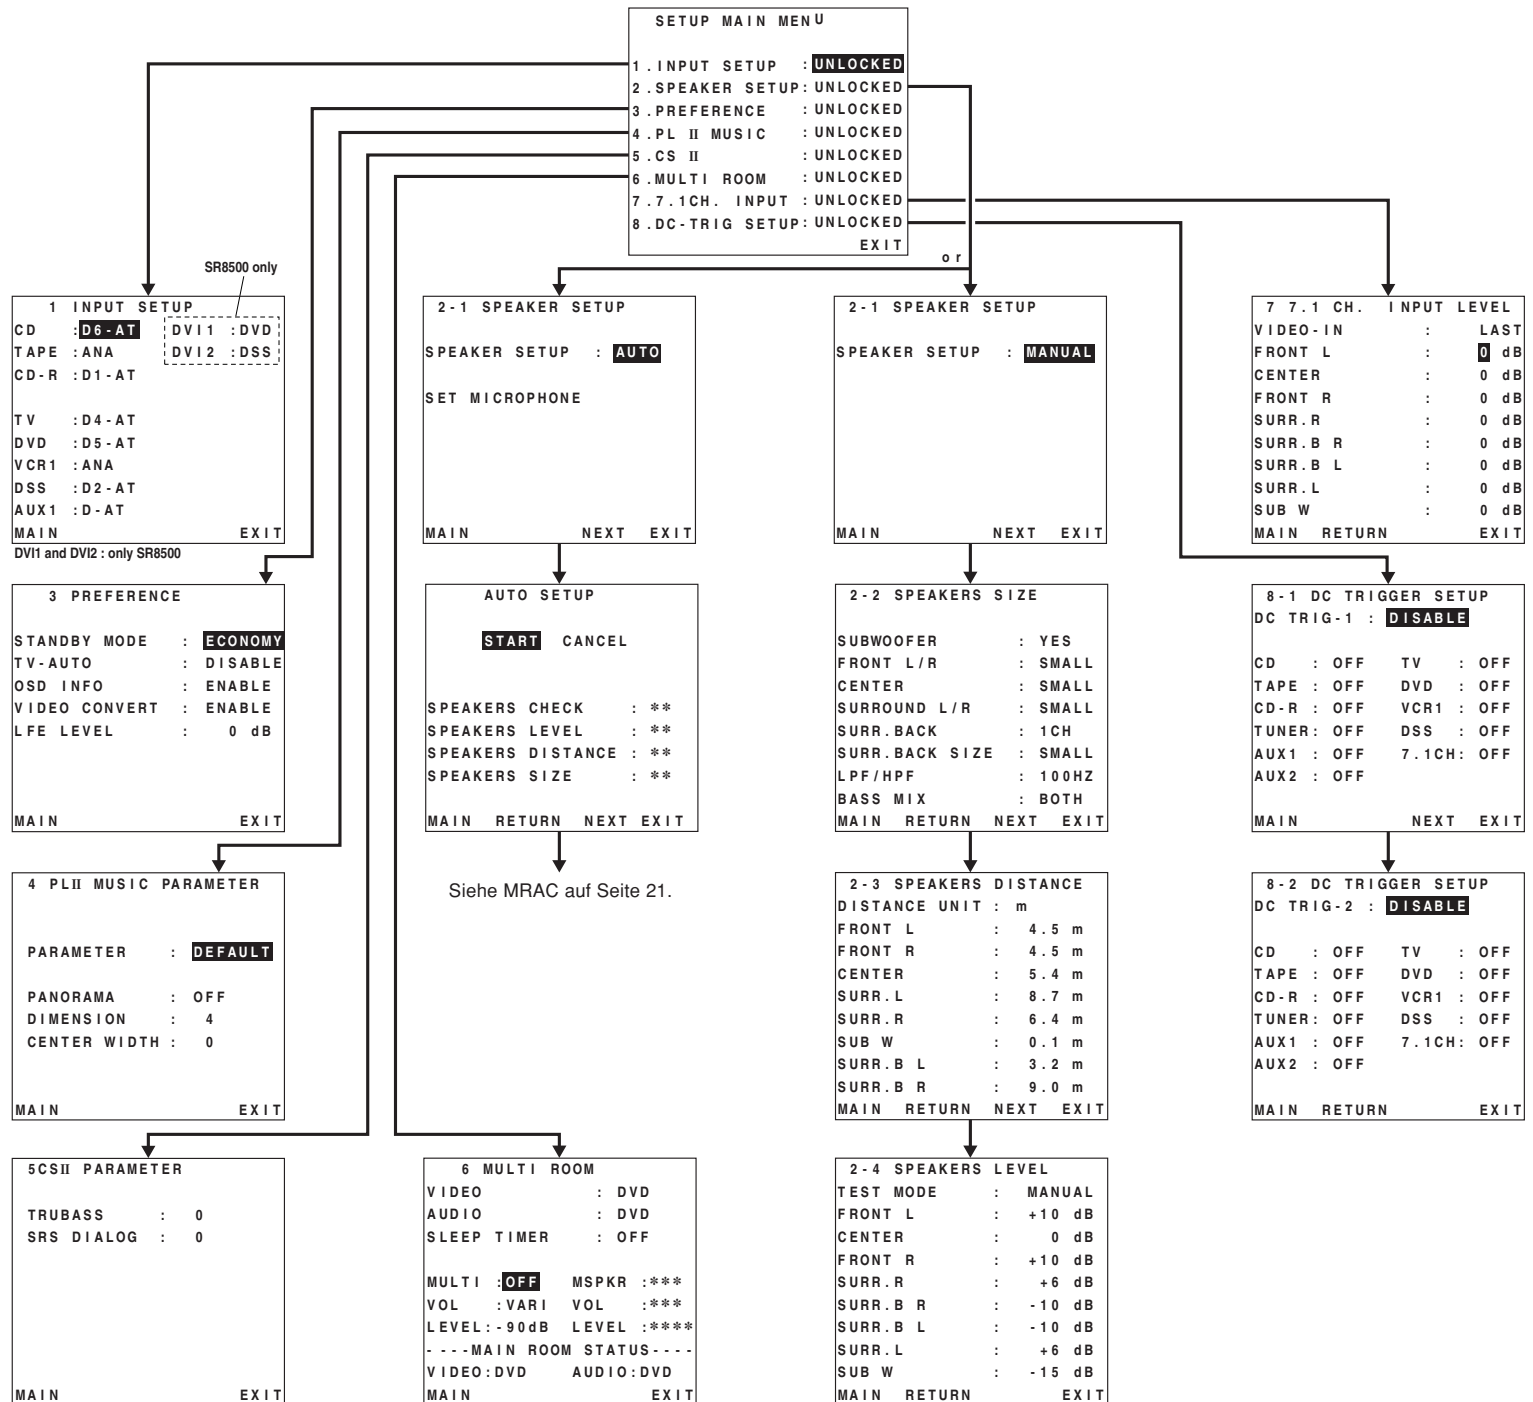 SETUP MAIN MENU
1.INPUT SETUP :UNLOCKED
2.SPEAKER SETUP:UNLOCKED
3.PREFERENCE :UNLOCKED
4.PL II MUSIC :UNLOCKED
5.CS II :UNLOCKED
6.MULTI ROOM :UNLOCKED
7.7.1CH. INPUT :UNLOCKED
8.DC-TRIG SETUP:UNLOCKED
EXIT
or
SR8500 only
1 INPUT SETUP
CD :D6-AT DVI1 :DVD
TAPE :ANA DVI2 :DSS
CD-R :D1-AT
TV :D4-AT
DVD :D5-AT
VCR1 :ANA
DSS :D2-AT
AUX1 :D-AT
MAIN EXIT
DVI1 and DVI2 : only SR8500
2-1 SPEAKER SETUP
SPEAKER SETUP : AUTO
SET MICROPHONE
MAIN NEXT EXIT
2-1 SPEAKER SETUP
SPEAKER SETUP : MANUAL
MAIN NEXT EXIT
7 7.1 CH. INPUT LEVEL
VIDEO-IN : LAST
FRONT L : 0 dB
CENTER : 0 dB
FRONT R : 0 dB
SURR.R : 0 dB
SURR.B R : 0 dB
SURR.B L : 0 dB
SURR.L : 0 dB
SUB W : 0 dB
MAIN RETURN EXIT
3 PREFERENCE
STANDBY MODE : ECONOMY
TV-AUTO : DISABLE
OSD INFO : ENABLE
VIDEO CONVERT : ENABLE
LFE LEVEL : 0 dB
MAIN EXIT
AUTO SETUP
START CANCEL
SPEAKERS CHECK : **
SPEAKERS LEVEL : **
SPEAKERS DISTANCE : **
SPEAKERS SIZE : **
MAIN RETURN NEXT EXIT
Siehe MRAC auf Seite 21.
2-2 SPEAKERS SIZE
SUBWOOFER : YES
FRONT L/R : SMALL
CENTER : SMALL
SURROUND L/R : SMALL
SURR.BACK : 1CH
SURR.BACK SIZE : SMALL
LPF/HPF : 100HZ
BASS MIX : BOTH
MAIN RETURN NEXT EXIT
8-1 DC TRIGGER SETUP
DC TRIG-1 : DISABLE
CD : OFF TV : OFF
TAPE : OFF DVD : OFF
CD-R : OFF VCR1 : OFF
TUNER: OFF DSS : OFF
AUX1 : OFF 7.1CH: OFF
AUX2 : OFF
MAIN NEXT EXIT
4 PLII MUSIC PARAMETER
PARAMETER : DEFAULT
PANORAMA : OFF
DIMENSION : 4
CENTER WIDTH : 0
MAIN EXIT
2-3 SPEAKERS DISTANCE
DISTANCE UNIT : m
FRONT L : 4.5 m
FRONT R : 4.5 m
CENTER : 5.4 m
SURR.L : 8.7 m
SURR.R : 6.4 m
SUB W : 0.1 m
SURR.B L : 3.2 m
SURR.B R : 9.0 m
MAIN RETURN NEXT EXIT
8-2 DC TRIGGER SETUP
DC TRIG-2 : DISABLE
CD : OFF TV : OFF
TAPE : OFF DVD : OFF
CD-R : OFF VCR1 : OFF
TUNER: OFF DSS : OFF
AUX1 : OFF 7.1CH: OFF
AUX2 : OFF
MAIN RETURN EXIT
5CSII PARAMETER
TRUBASS : 0
SRS DIALOG : 0
MAIN EXIT
6 MULTI ROOM
VIDEO : DVD
AUDIO : DVD
SLEEP TIMER : OFF
MULTI :OFF MSPKR :***
VOL :VARI VOL :***
LEVEL:-90dB LEVEL :****
----MAIN ROOM STATUS----
VIDEO:DVD AUDIO:DVD
MAIN EXIT
2-4 SPEAKERS LEVEL
TEST MODE : MANUAL
FRONT L : +10 dB
CENTER : 0 dB
FRONT R : +10 dB
SURR.R : +6 dB
SURR.B R : -10 dB
SURR.B L : -10 dB
SURR.L : +6 dB
SUB W : -15 dB
MAIN RETURN EXIT